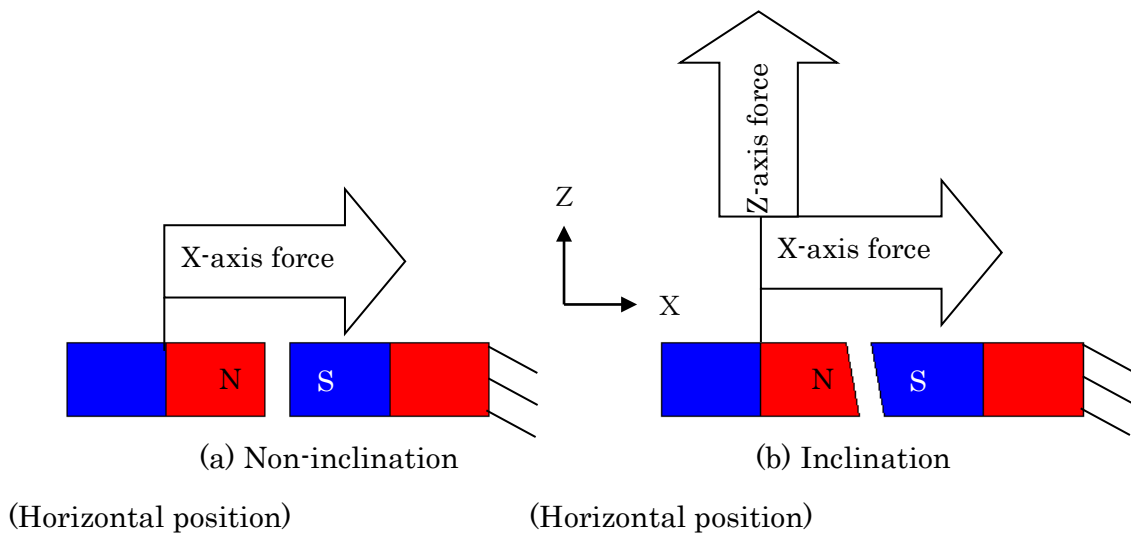 Z-axis force
Z
X-axis force
X-axis force
X
N
S
N
S
(a) Non-inclination
(b) Inclination
(Horizontal position)
(Horizontal position)